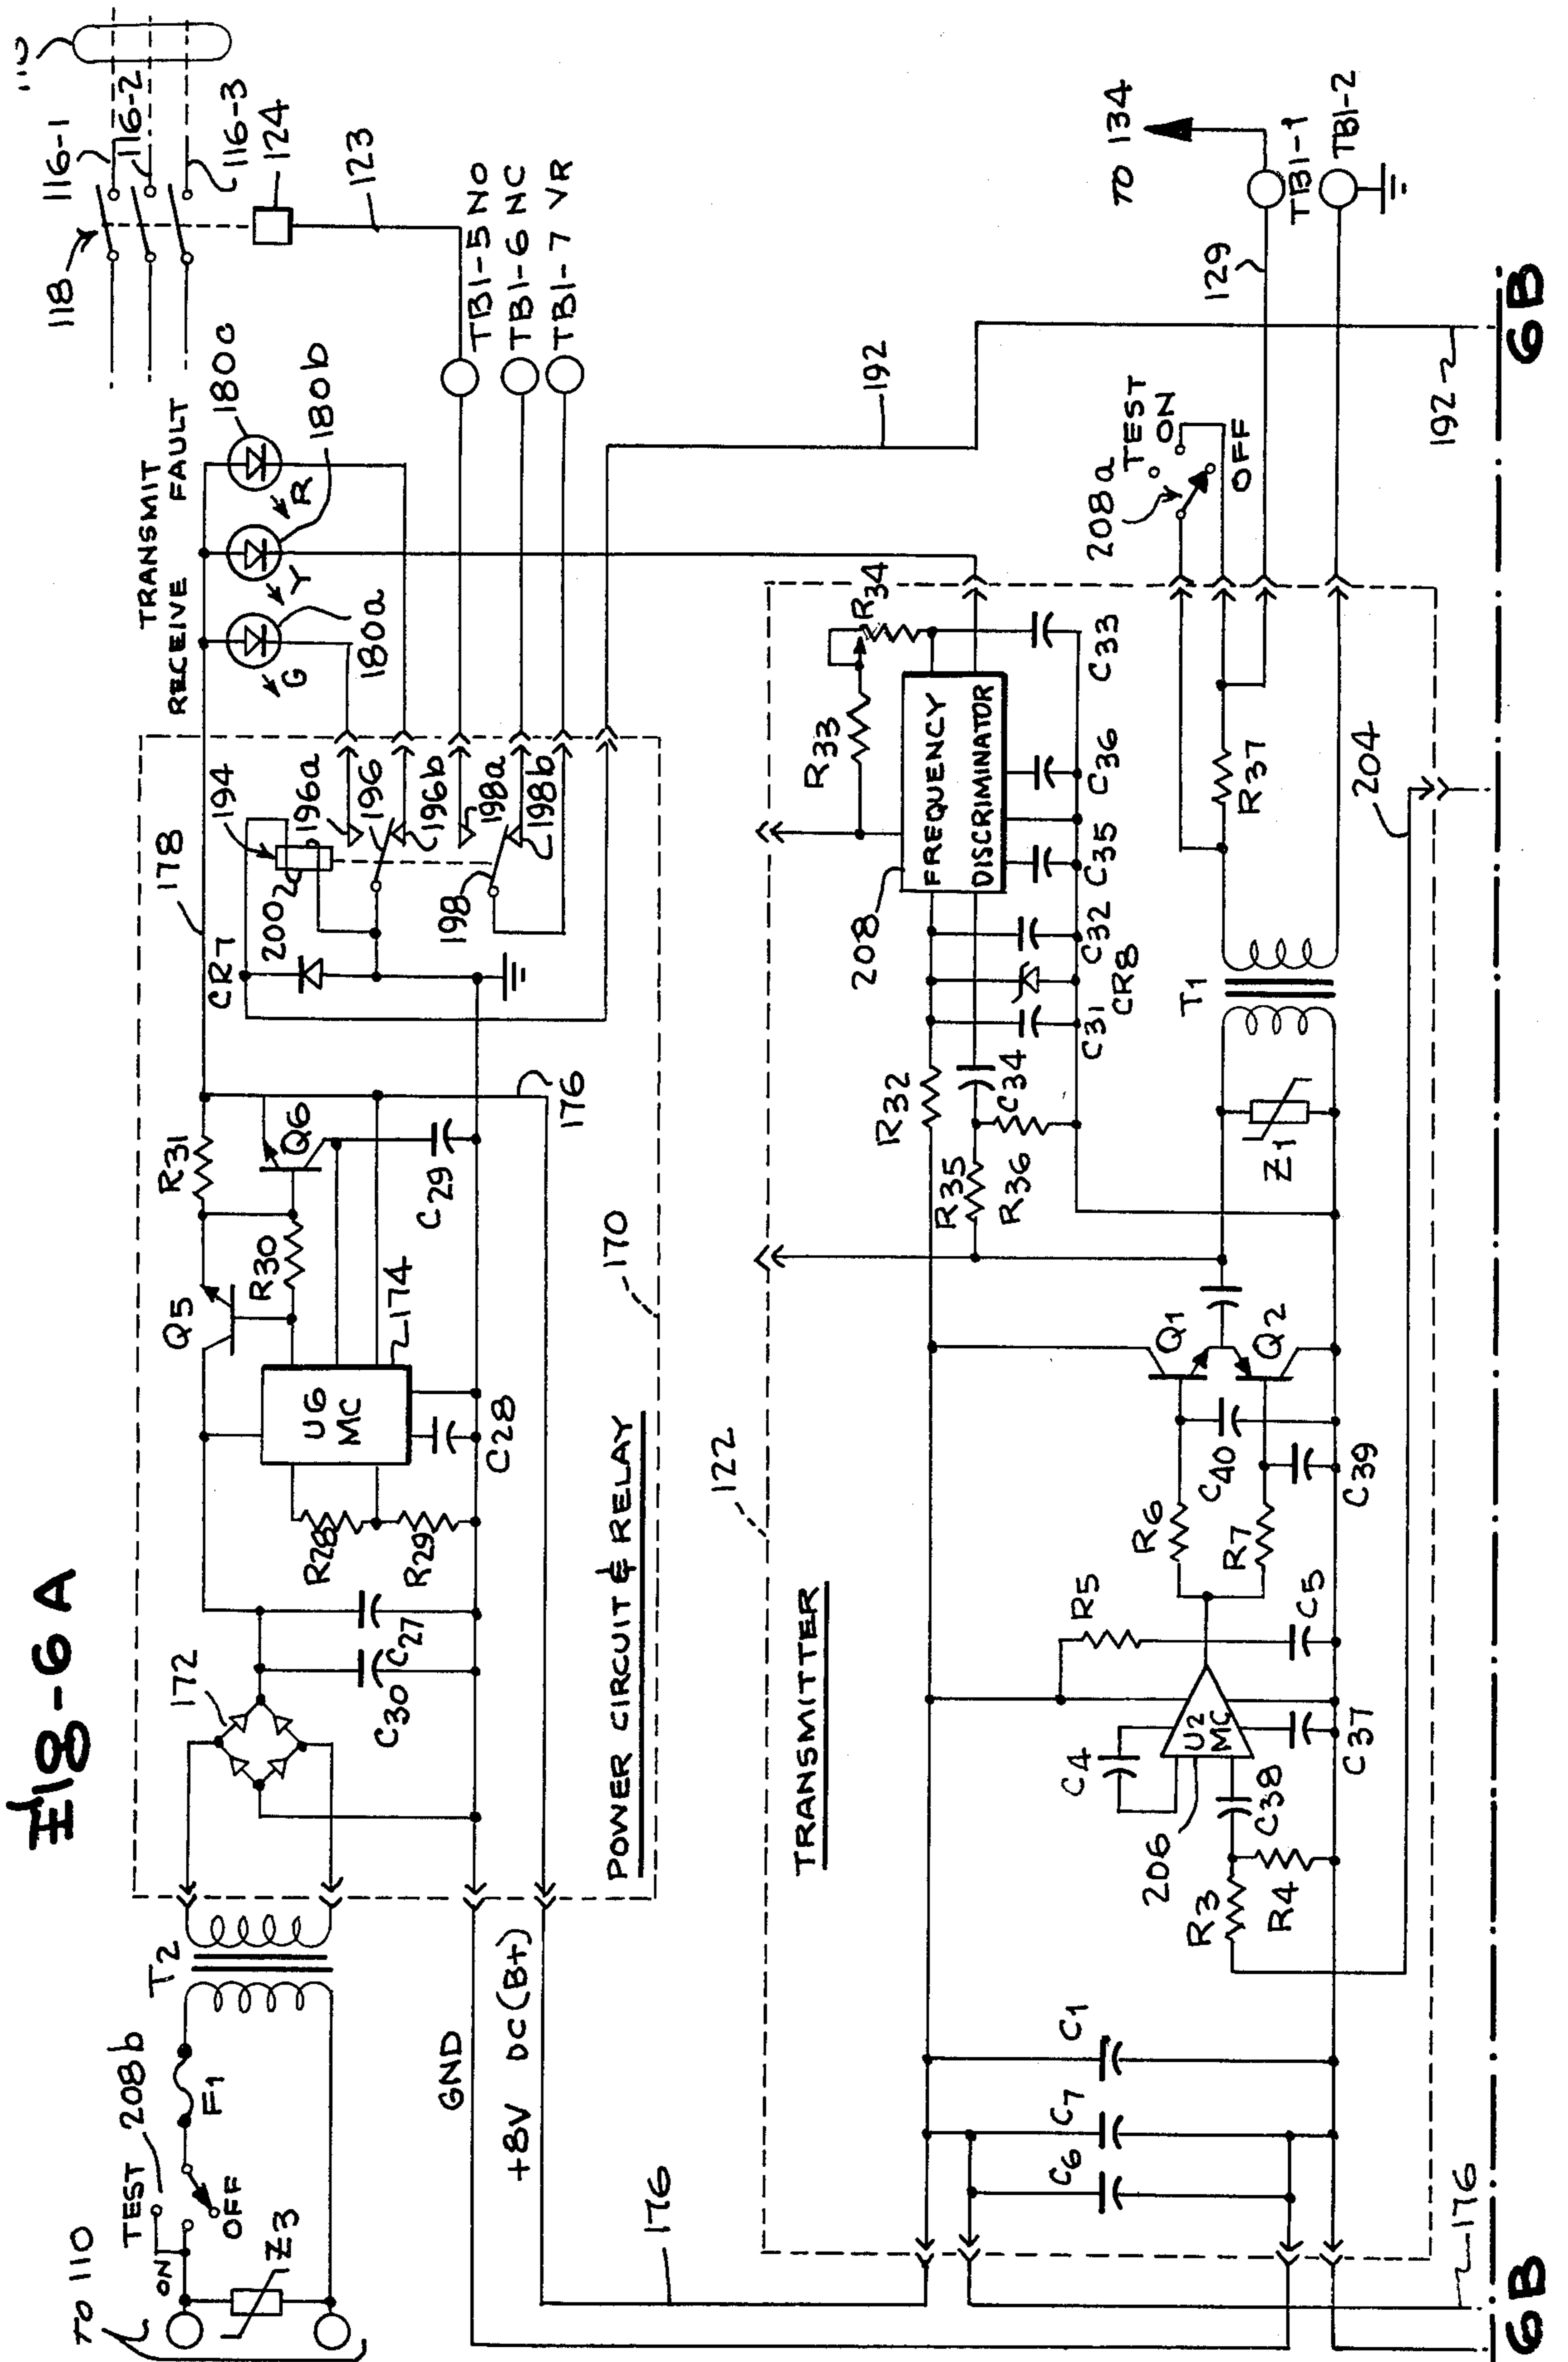 Fig-6A
TO 110
TEST
208b
ON
OFF
F1
Z3
T2
172
C30
C27
R28
R29
U6
MC
174
C28
Q5
R30
R31
Q6
C29
176
178
CR7
194
200
196a
196
196b
198a
198
198b
170
POWER CIRCUIT & RELAY
TRANSMIT
RECEIVE
FAULT
G
Y
R
180a
180b
180c
118
116-1
116-2
116-3
124
123
TB1-5 NO
TB1-6 NC
TB1-7 VR
192
GND
+8V DC(B+)
176
122
TRANSMITTER
C6
C7
C1
R3
R4
C38
206
C4
U2
MC
C37
R5
C5
R6
R7
C40
C39
Q1
Q2
R35
R36
C34
R32
C31
CR8
C32
208
FREQUENCY
DISCRIMINATOR
C35
C36
C33
R33
R34
Z1
T1
R37
204
208a
TEST
ON
OFF
129
TO 134
TB1-1
TB1-2
192
176
6B
6B